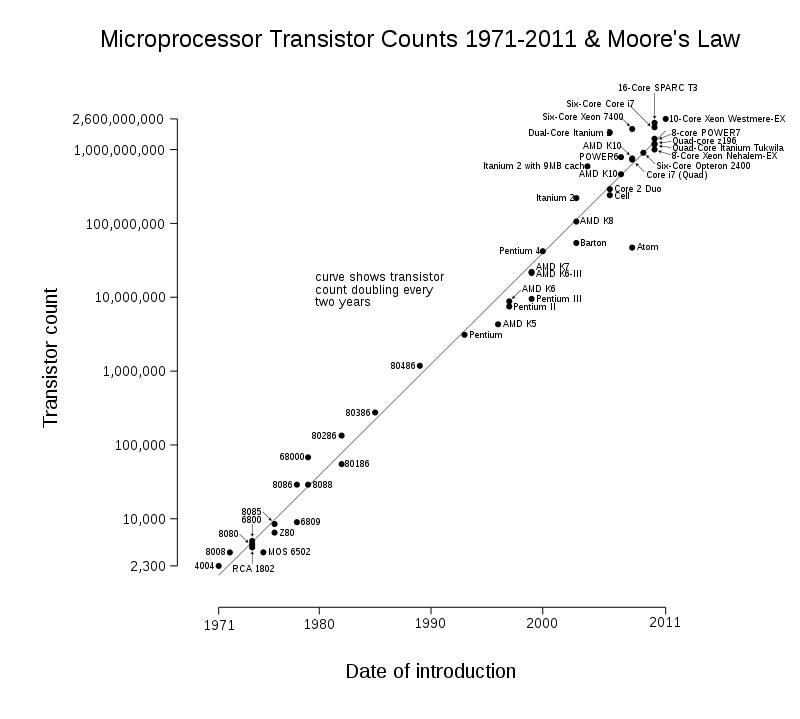 Microprocessor Transistor Counts 1971-2011 & Moore's Law
16-Core SPARC T3
Six-Core Core i7
Six-Core Xeon 7400
10-Core Xeon Westmere-EX
Dual-Core Itanium 2
8-core POWER7
Quad-core z196
AMD K10
Quad-Core Itanium Tukwila
POWER6
8-Core Xeon Nehalem-EX
Itanium 2 with 9MB cache
Six-Core Opteron 2400
AMD K10
Core i7 (Quad)
Core 2 Duo
Itanium 2
Cell
AMD K8
Barton
Atom
Pentium 4
AMD K7
AMD K6-III
curve shows transistor
count doubling every
two years
AMD K6
Pentium III
Pentium II
AMD K5
Pentium
80486
80386
80286
68000
80186
8086
8088
8085
6800
6809
8080
Z80
8008
MOS 6502
4004
RCA 1802
2,600,000,000
1,000,000,000
100,000,000
10,000,000
1,000,000
100,000
10,000
2,300
Transistor count
1971
1980
1990
2000
2011
Date of introduction